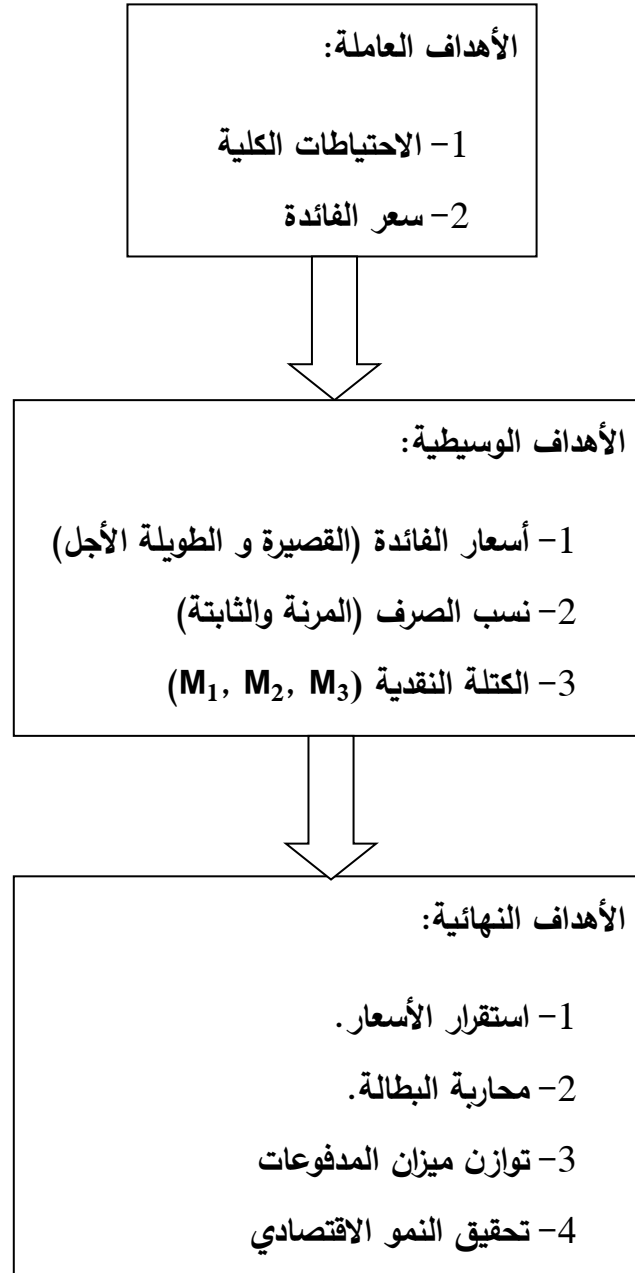 الأهداف العاملة:
1- الاحتياطات الكلية
2- سعر الفائدة
الأهداف الوسيطية:
1- أسعار الفائدة (القصيرة و الطويلة الأجل)
2- نسب الصرف (المرنة والثابتة)
3- الكتلة النقدية (M₁, M₂, M₃)
الأهداف النهائية:
1- استقرار الأسعار.
2- محاربة البطالة.
3- توازن ميزان المدفوعات
4- تحقيق النمو الاقتصادي